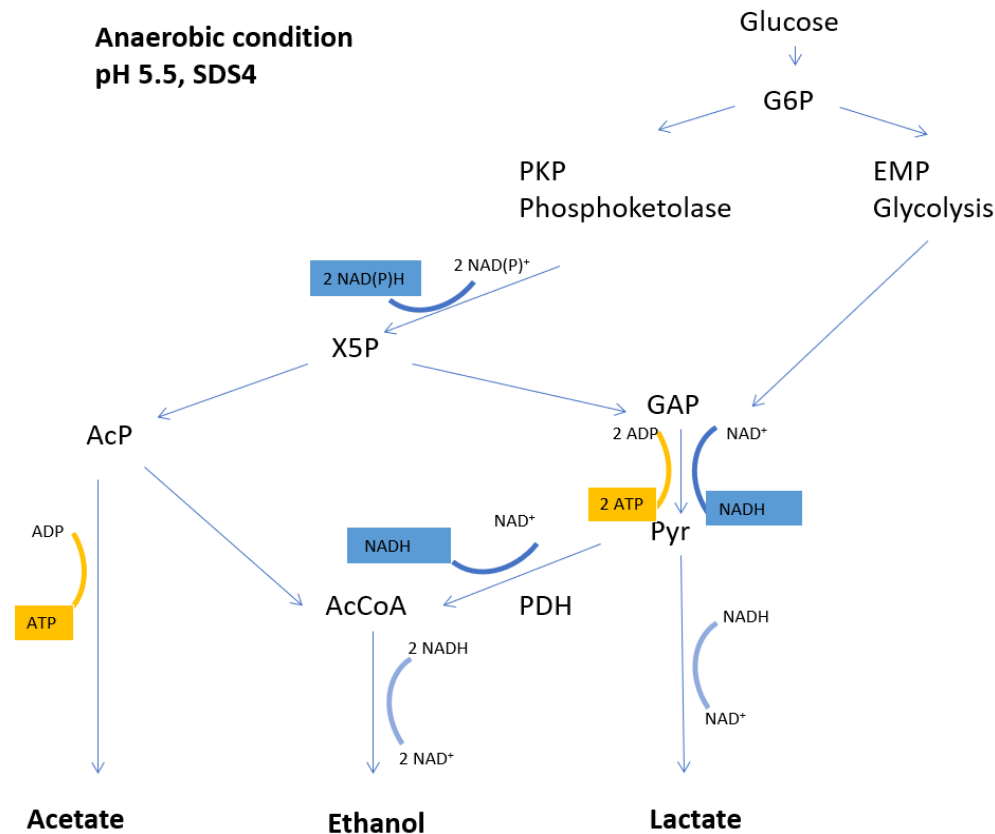 Anaerobic condition
pH 5.5, SDS4
Glucose
G6P
PKP
Phosphoketolase
EMP
Glycolysis
2 NAD(P)H
2 NAD(P)⁺
X5P
GAP
AcP
2 ADP
NAD⁺
2 ATP
NADH
Pyr
ADP
ATP
NADH
NAD⁺
AcCoA
PDH
2 NADH
2 NAD⁺
NADH
NAD⁺
Acetate
Ethanol
Lactate